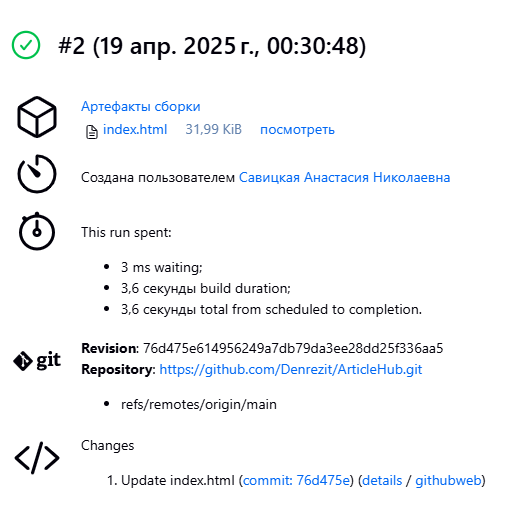 #2 (19 апр. 2025 г., 00:30:48)
Артефакты сборки
index.html 31,99 KiB посмотреть
Создана пользователем Савицкая Анастасия Николаевна
This run spent:
• 3 ms waiting;
• 3,6 секунды build duration;
• 3,6 секунды total from scheduled to completion.
git
Revision: 76d475e614956249a7db79da3ee28dd25f336aa5
Repository: https://github.com/Denrezit/ArticleHub.git
• refs/remotes/origin/main
Changes
1. Update index.html (commit: 76d475e) (details / githubweb)